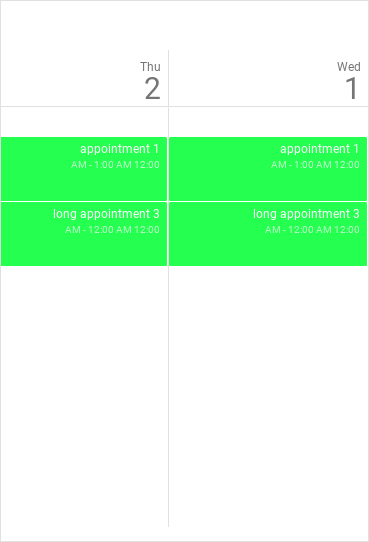 Wed
1
Thu
2
appointment 1
AM - 1:00 AM 12:00
appointment 1
AM - 1:00 AM 12:00
long appointment 3
AM - 12:00 AM 12:00
long appointment 3
AM - 12:00 AM 12:00